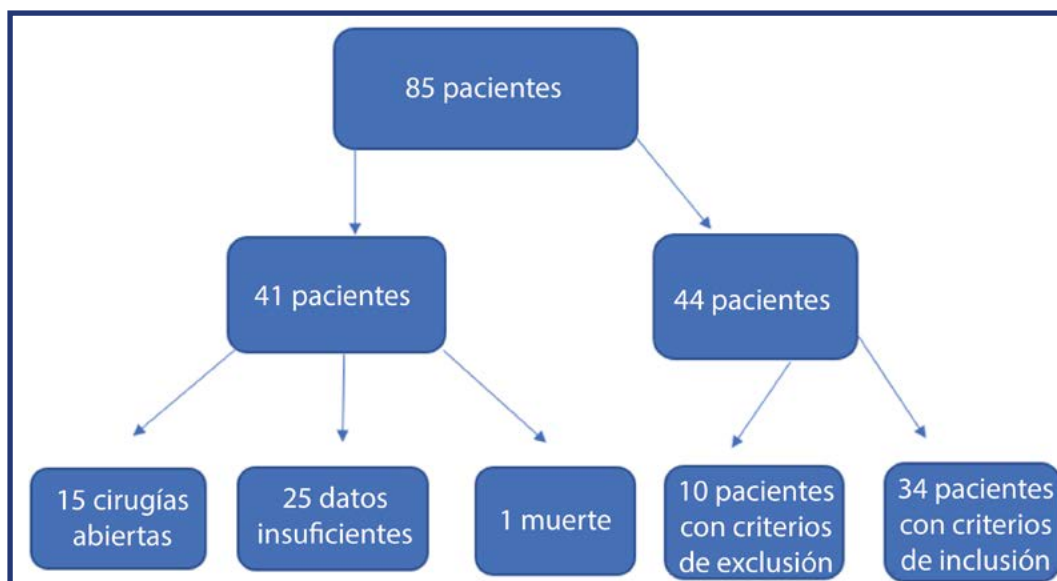 85 pacientes
41 pacientes
44 pacientes
15 cirugías
abiertas
25 datos
insuficientes
1 muerte
10 pacientes
con criterios
de exclusión
34 pacientes
con criterios
de inclusión